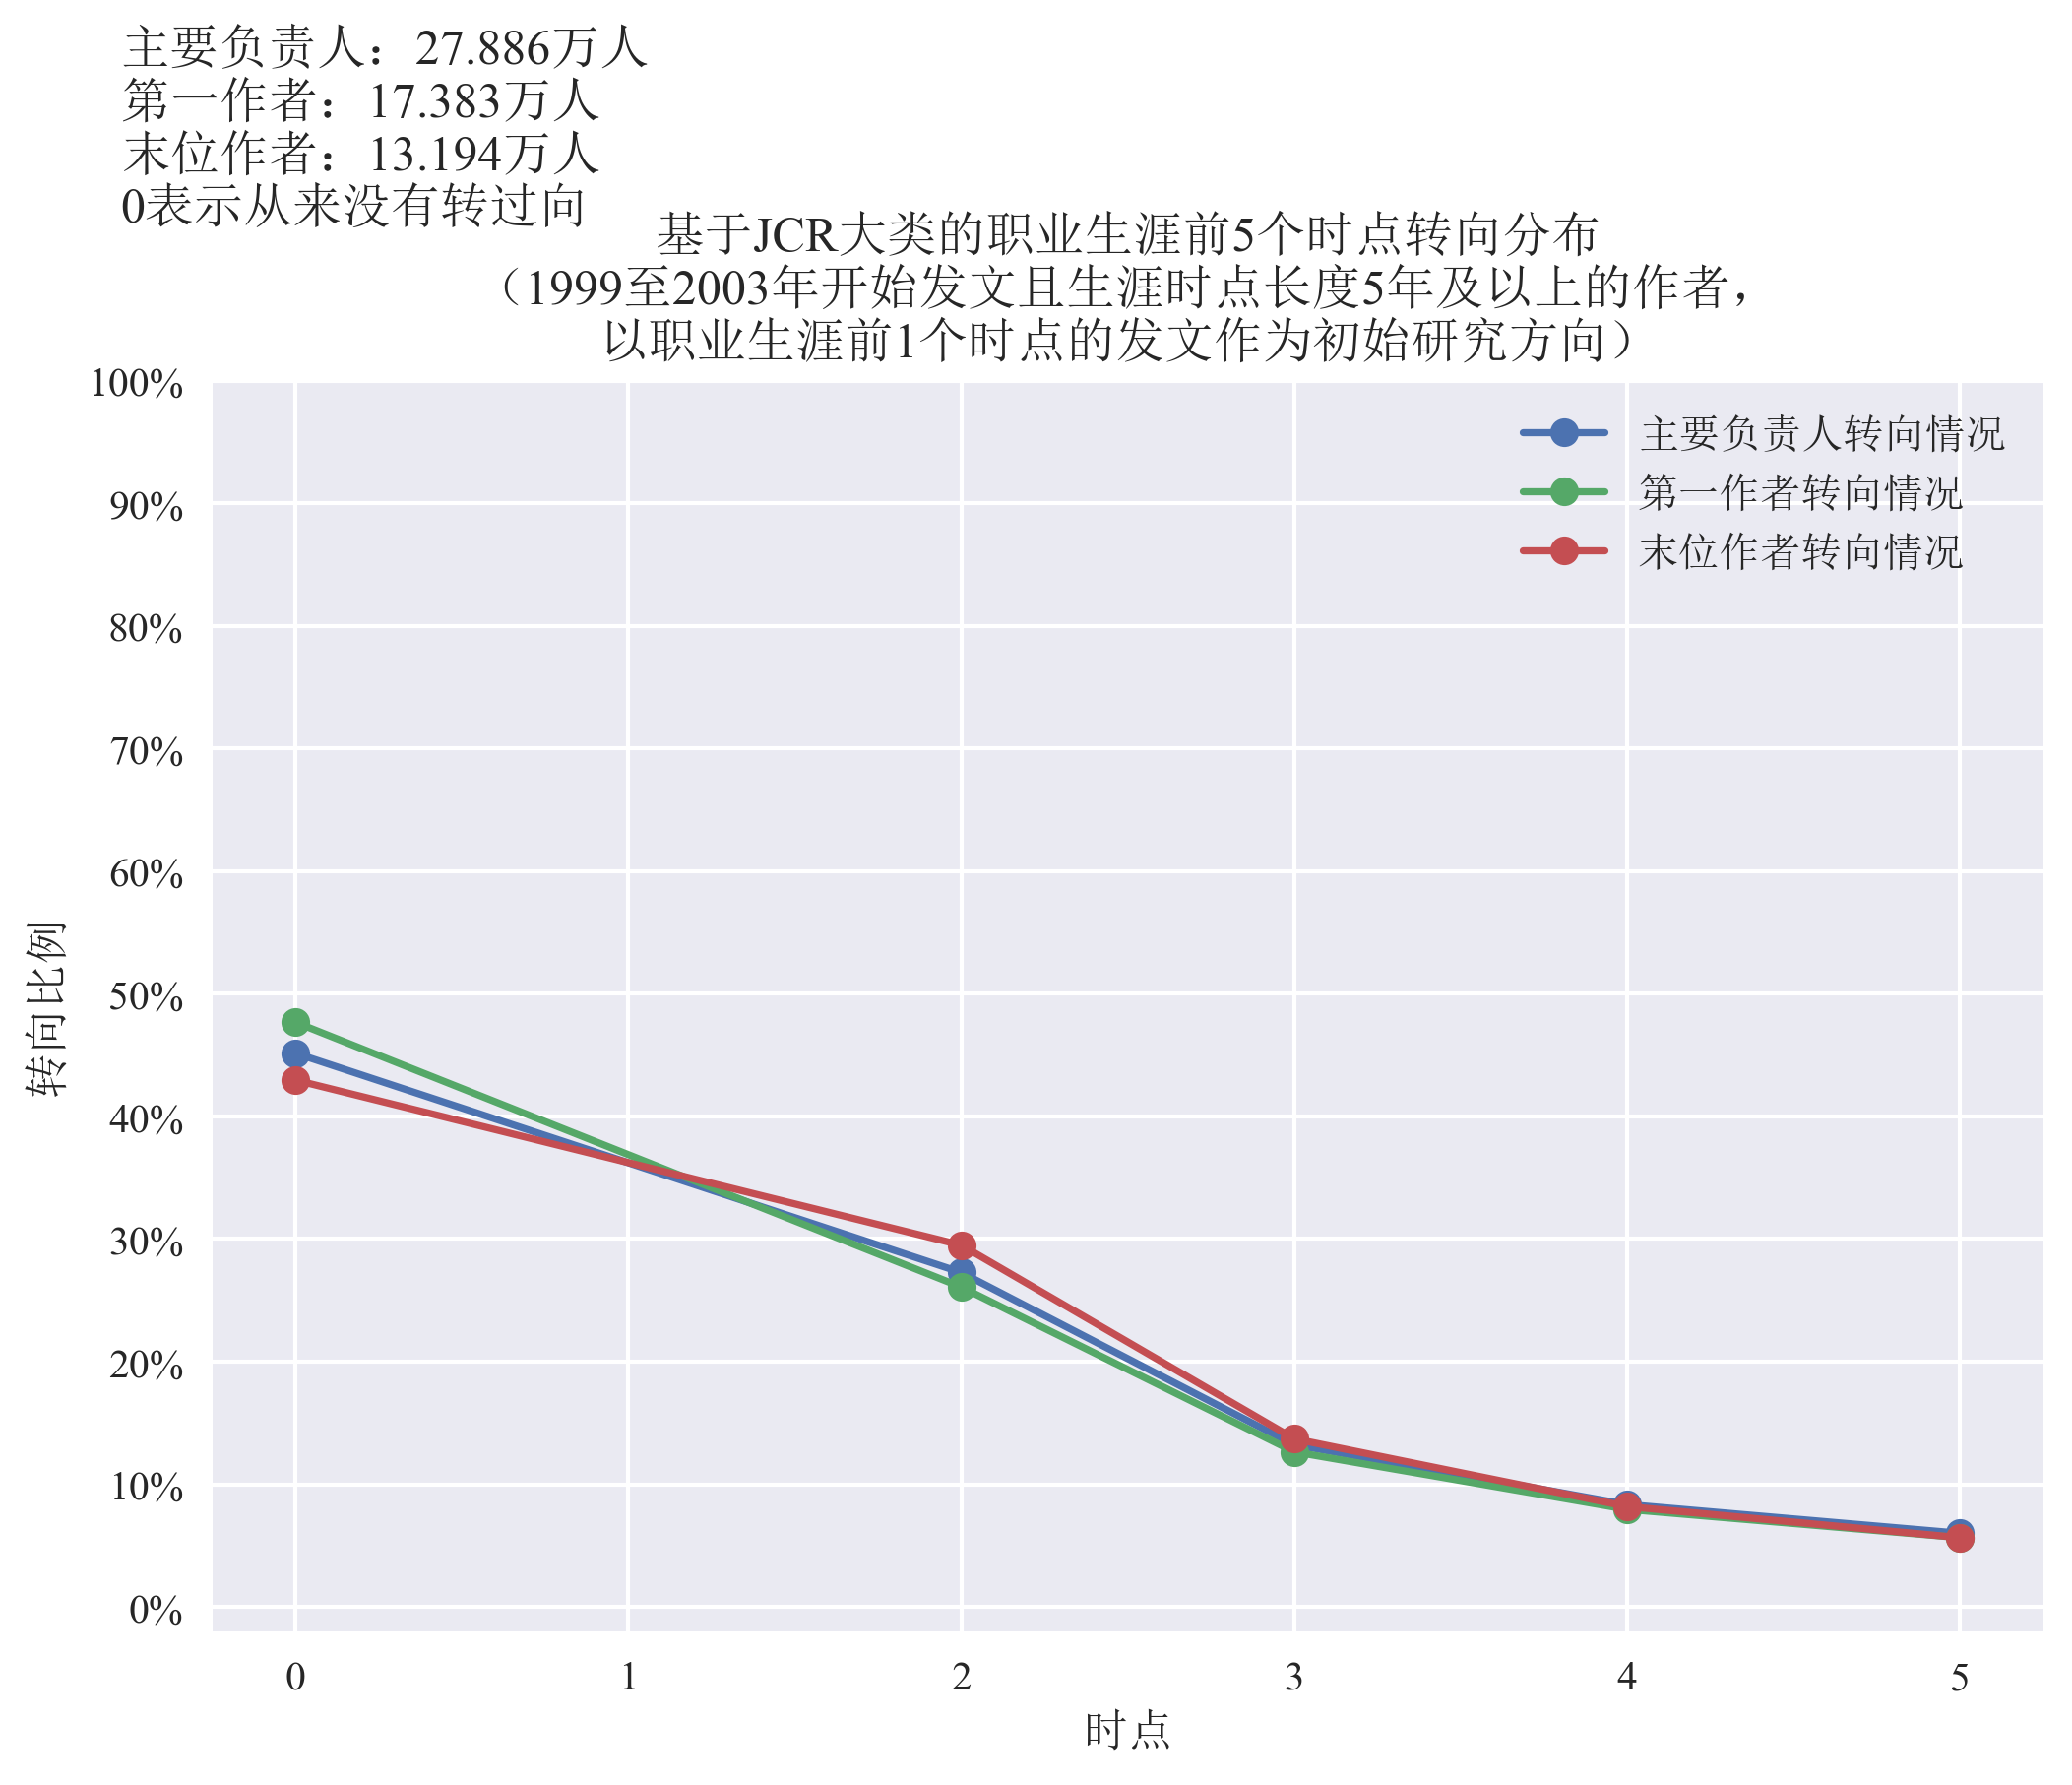 主要负责人：27.886万人
第一作者：17.383万人
末位作者：13.194万人
0表示从来没有转过向
基于JCR大类的职业生涯前5个时点转向分布
（1999至2003年开始发文且生涯时点长度5年及以上的作者，
以职业生涯前1个时点的发文作为初始研究方向）
主要负责人转向情况
第一作者转向情况
末位作者转向情况
100%
90%
80%
70%
60%
50%
40%
30%
20%
10%
0%
转向比例
0 1 2 3 4 5
时点